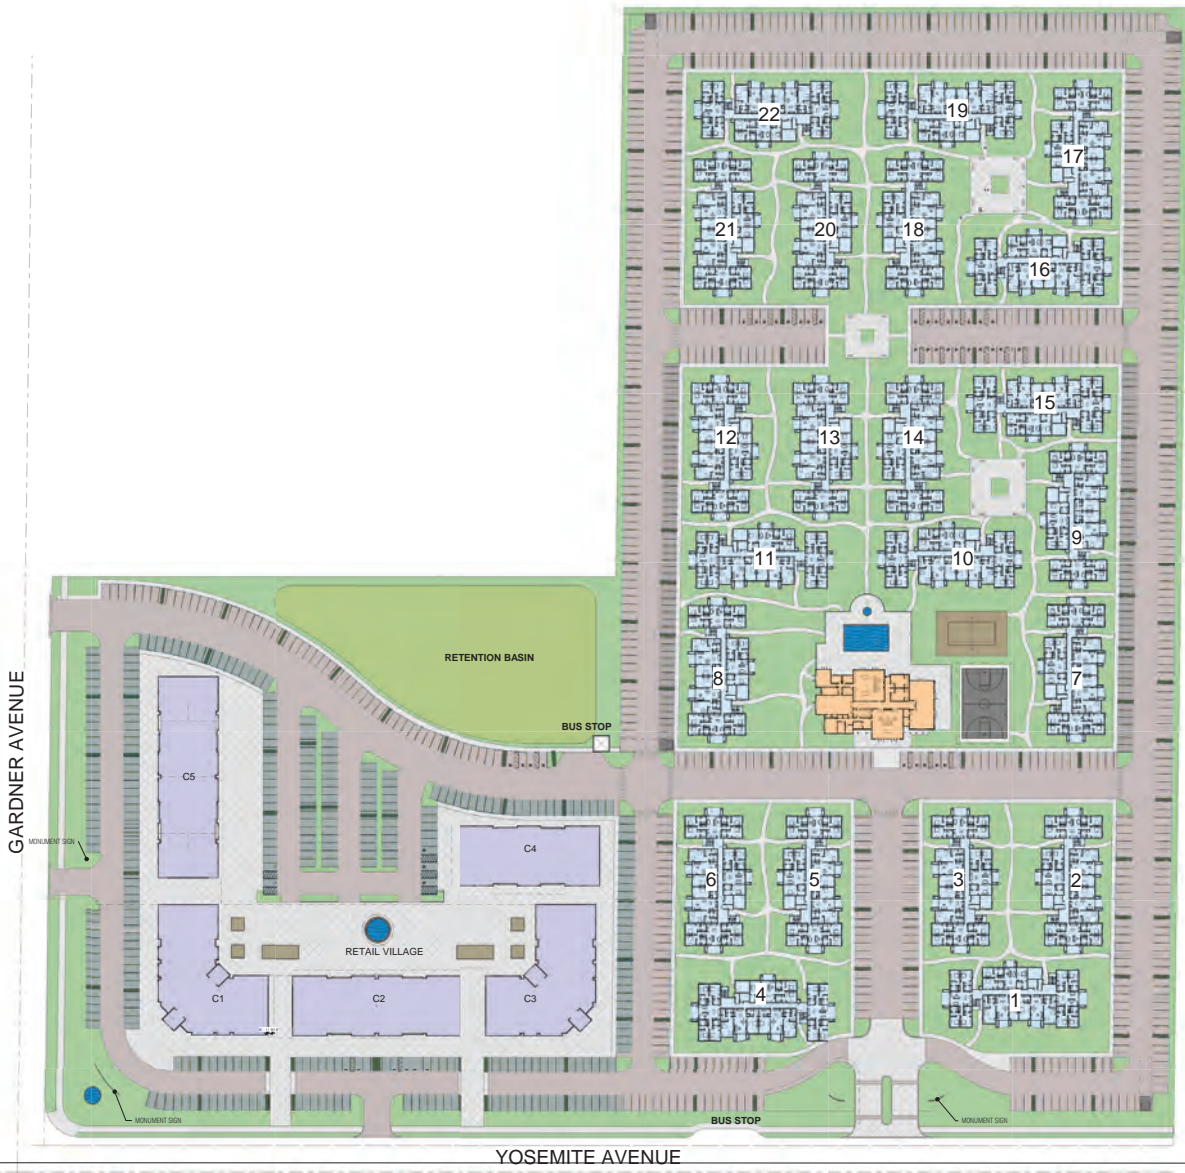 22
19
17
21
20
18
16
15
12
13
14
9
11
10
8
7
RETENTION BASIN
BUS STOP
GARDNER AVENUE
C5
MONUMENT SIGN
C4
6
5
3
2
RETAIL VILLAGE
C1
C2
C3
4
1
MONUMENT SIGN
BUS STOP
MONUMENT SIGN
YOSEMITE AVENUE